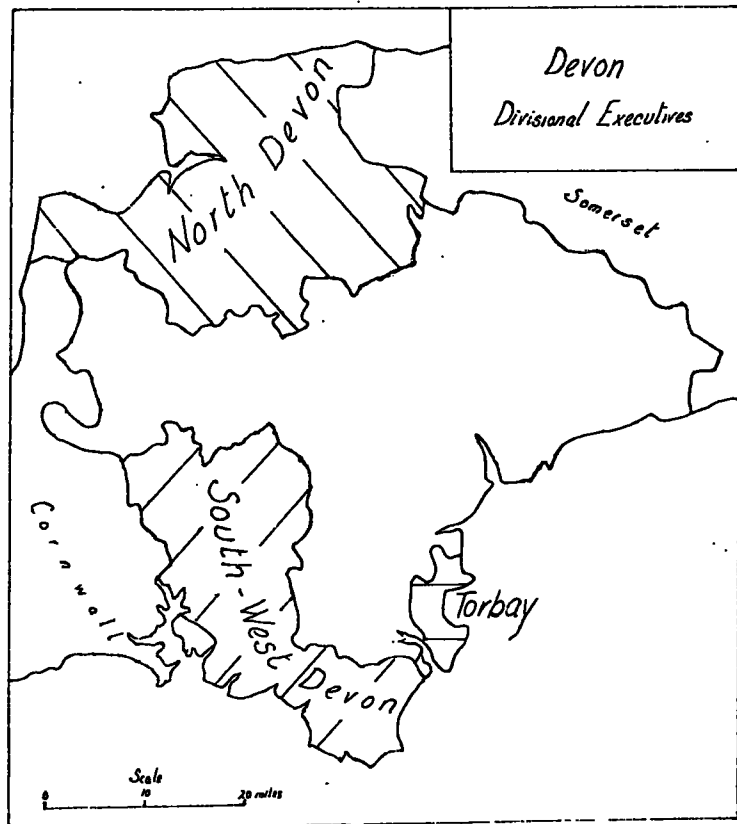 Devon
Divisional Executives
North Devon
Somerset
Cornwall
South-West Devon
Torbay
Scale
0 10 20 miles